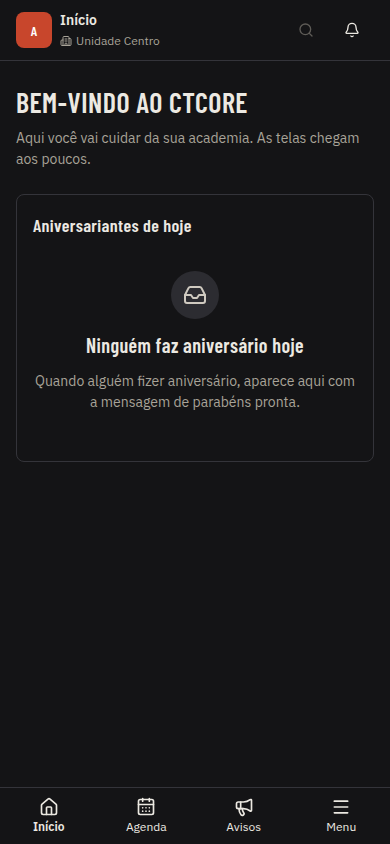 A
Início
Unidade Centro
BEM-VINDO AO CTCORE
Aqui você vai cuidar da sua academia. As telas chegam
aos poucos.
Aniversariantes de hoje
Ninguém faz aniversário hoje
Quando alguém fizer aniversário, aparece aqui com
a mensagem de parabéns pronta.
Início
Agenda
Avisos
Menu